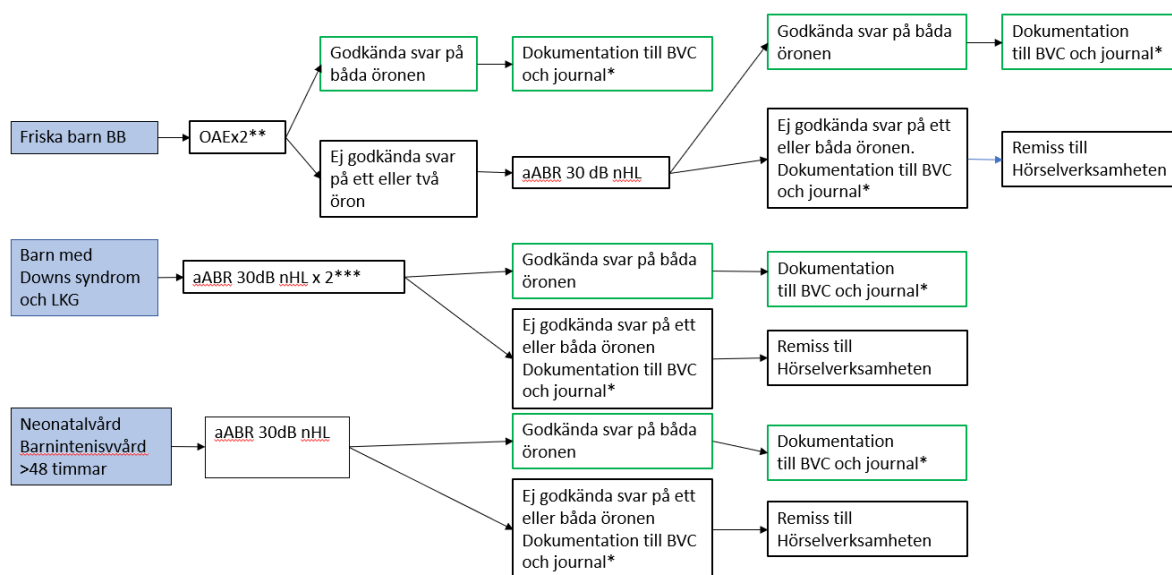 Friska barn BB
OAEx2**
Godkända svar på
båda öronen
Dokumentation till BVC
och journal*
Ej godkända svar
på ett eller två
öron
aABR 30 dB nHL
Godkända svar på båda
öronen
Dokumentation
till BVC och journal*
Ej godkända svar på ett
eller båda öronen.
Dokumentation till BVC
och journal*
Remiss till
Hörselverksamheten
Barn med
Downs syndrom
och LKG
aABR 30dB nHL x 2***
Godkända svar på båda
öronen
Dokumentation
till BVC och journal*
Ej godkända svar på ett
eller båda öronen
Dokumentation till BVC
och journal*
Remiss till
Hörselverksamheten
Neonatalvård
Barnintenisvvård
>48 timmar
aABR 30dB nHL
Godkända svar på båda
öronen
Dokumentation
till BVC och journal*
Ej godkända svar på ett
eller båda öronen
Dokumentation till BVC
och journal*
Remiss till
Hörselverksamheten